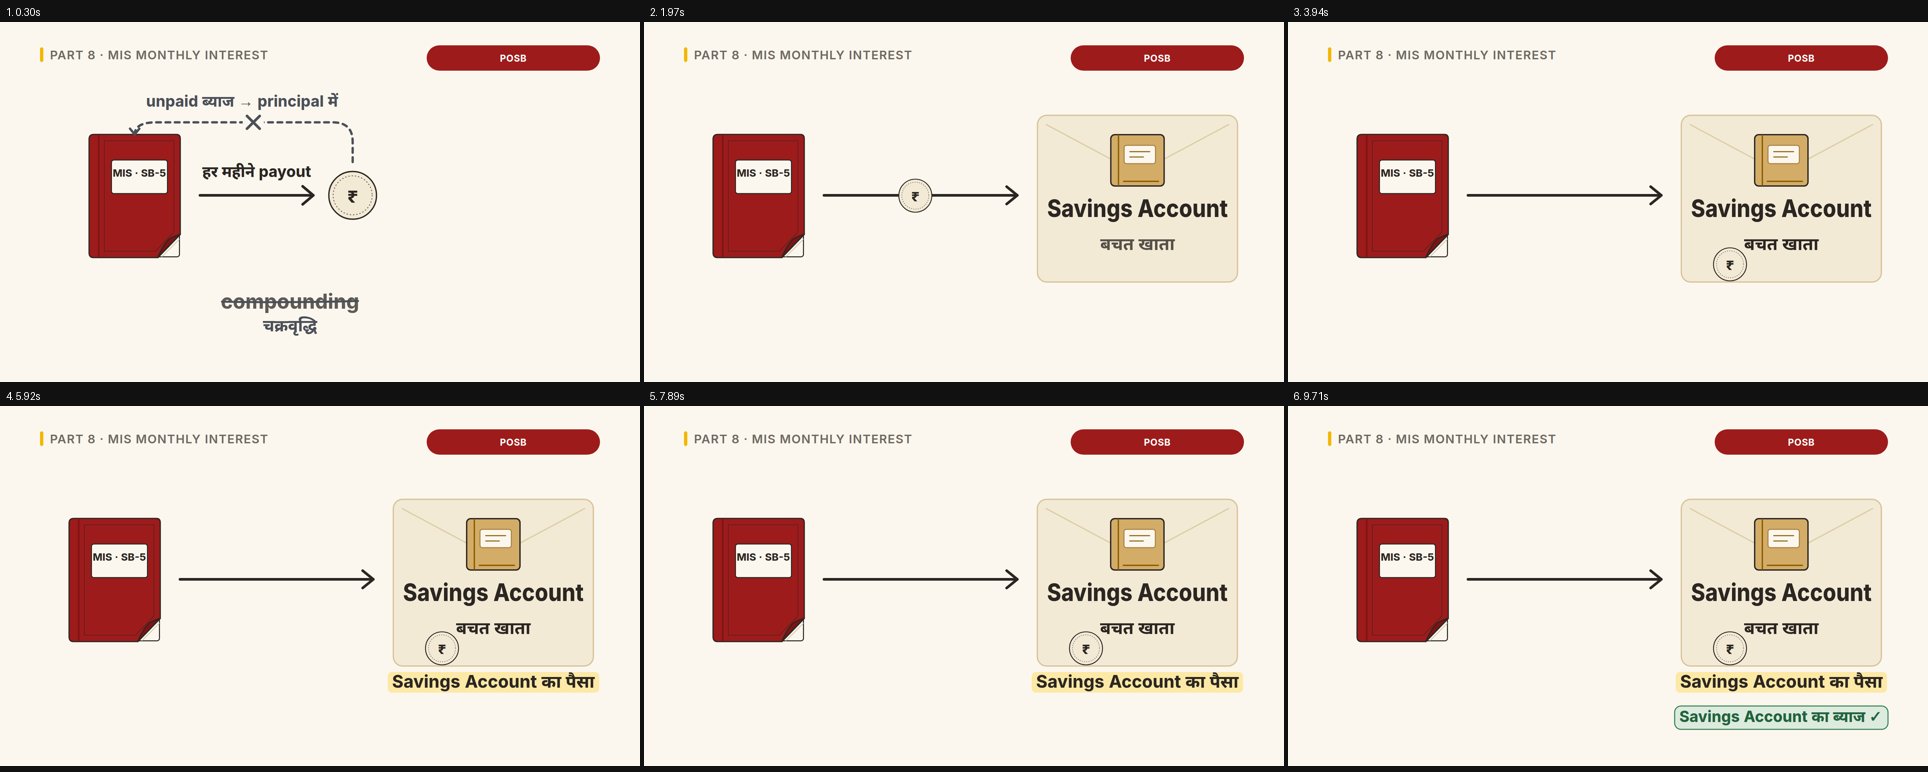 1. 0.30s
PART 8 · MIS MONTHLY INTEREST
POSB
unpaid ब्याज → principal में
MIS · SB-5
हर महीने payout
₹
compounding
चक्रवृद्धि
2. 1.97s
PART 8 · MIS MONTHLY INTEREST
POSB
MIS · SB-5
₹
Savings Account
बचत खाता
3. 3.94s
PART 8 · MIS MONTHLY INTEREST
POSB
MIS · SB-5
Savings Account
बचत खाता
₹
4. 5.92s
PART 8 · MIS MONTHLY INTEREST
POSB
MIS · SB-5
Savings Account
बचत खाता
₹
Savings Account का पैसा
5. 7.89s
PART 8 · MIS MONTHLY INTEREST
POSB
MIS · SB-5
Savings Account
बचत खाता
₹
Savings Account का पैसा
6. 9.71s
PART 8 · MIS MONTHLY INTEREST
POSB
MIS · SB-5
Savings Account
बचत खाता
₹
Savings Account का पैसा
Savings Account का ब्याज ✓